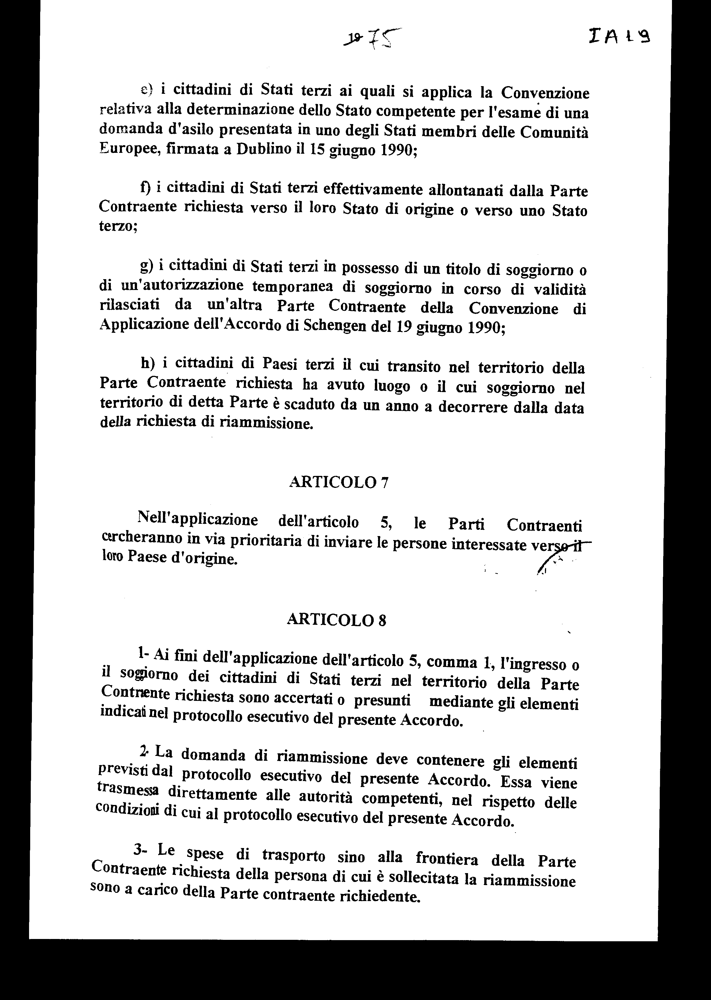 19 75
IA19
e) i cittadini di Stati terzi ai quali si applica la Convenzione
relativa alla determinazione dello Stato competente per l'esame di una
domanda d'asilo presentata in uno degli Stati membri delle Comunità
Europee, firmata a Dublino il 15 giugno 1990;
f) i cittadini di Stati terzi effettivamente allontanati dalla Parte
Contraente richiesta verso il loro Stato di origine o verso uno Stato
terzo;
g) i cittadini di Stati terzi in possesso di un titolo di soggiorno o
di un'autorizzazione temporanea di soggiorno in corso di validità
rilasciati da un'altra Parte Contraente della Convenzione di
Applicazione dell'Accordo di Schengen del 19 giugno 1990;
h) i cittadini di Paesi terzi il cui transito nel territorio della
Parte Contraente richiesta ha avuto luogo o il cui soggiorno nel
territorio di detta Parte è scaduto da un anno a decorrere dalla data
della richiesta di riammissione.
ARTICOLO 7
Nell'applicazione dell'articolo 5, le Parti Contraenti
cercheranno in via prioritaria di inviare le persone interessate verso il
loro Paese d'origine.
ARTICOLO 8
1- Ai fini dell'applicazione dell'articolo 5, comma 1, l'ingresso o
il soggiorno dei cittadini di Stati terzi nel territorio della Parte
Contraente richiesta sono accertati o presunti mediante gli elementi
indicati nel protocollo esecutivo del presente Accordo.
2- La domanda di riammissione deve contenere gli elementi
previsti dal protocollo esecutivo del presente Accordo. Essa viene
trasmessa direttamente alle autorità competenti, nel rispetto delle
condizioni di cui al protocollo esecutivo del presente Accordo.
3- Le spese di trasporto sino alla frontiera della Parte
Contraente richiesta della persona di cui è sollecitata la riammissione
sono a carico della Parte contraente richiedente.